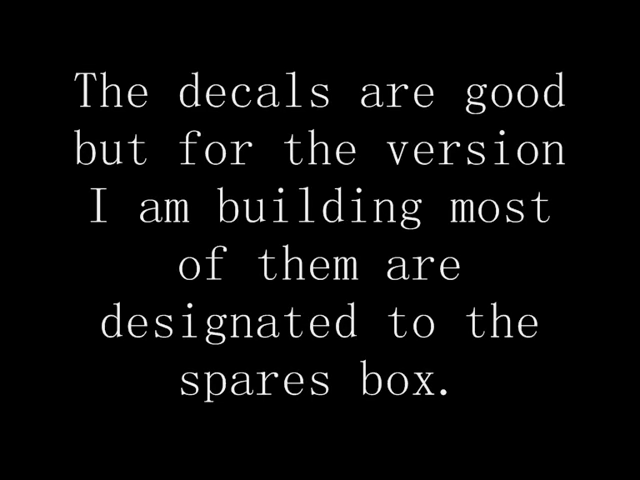 The decals are good
but for the version
I am building most
of them are
designated to the
spares box.